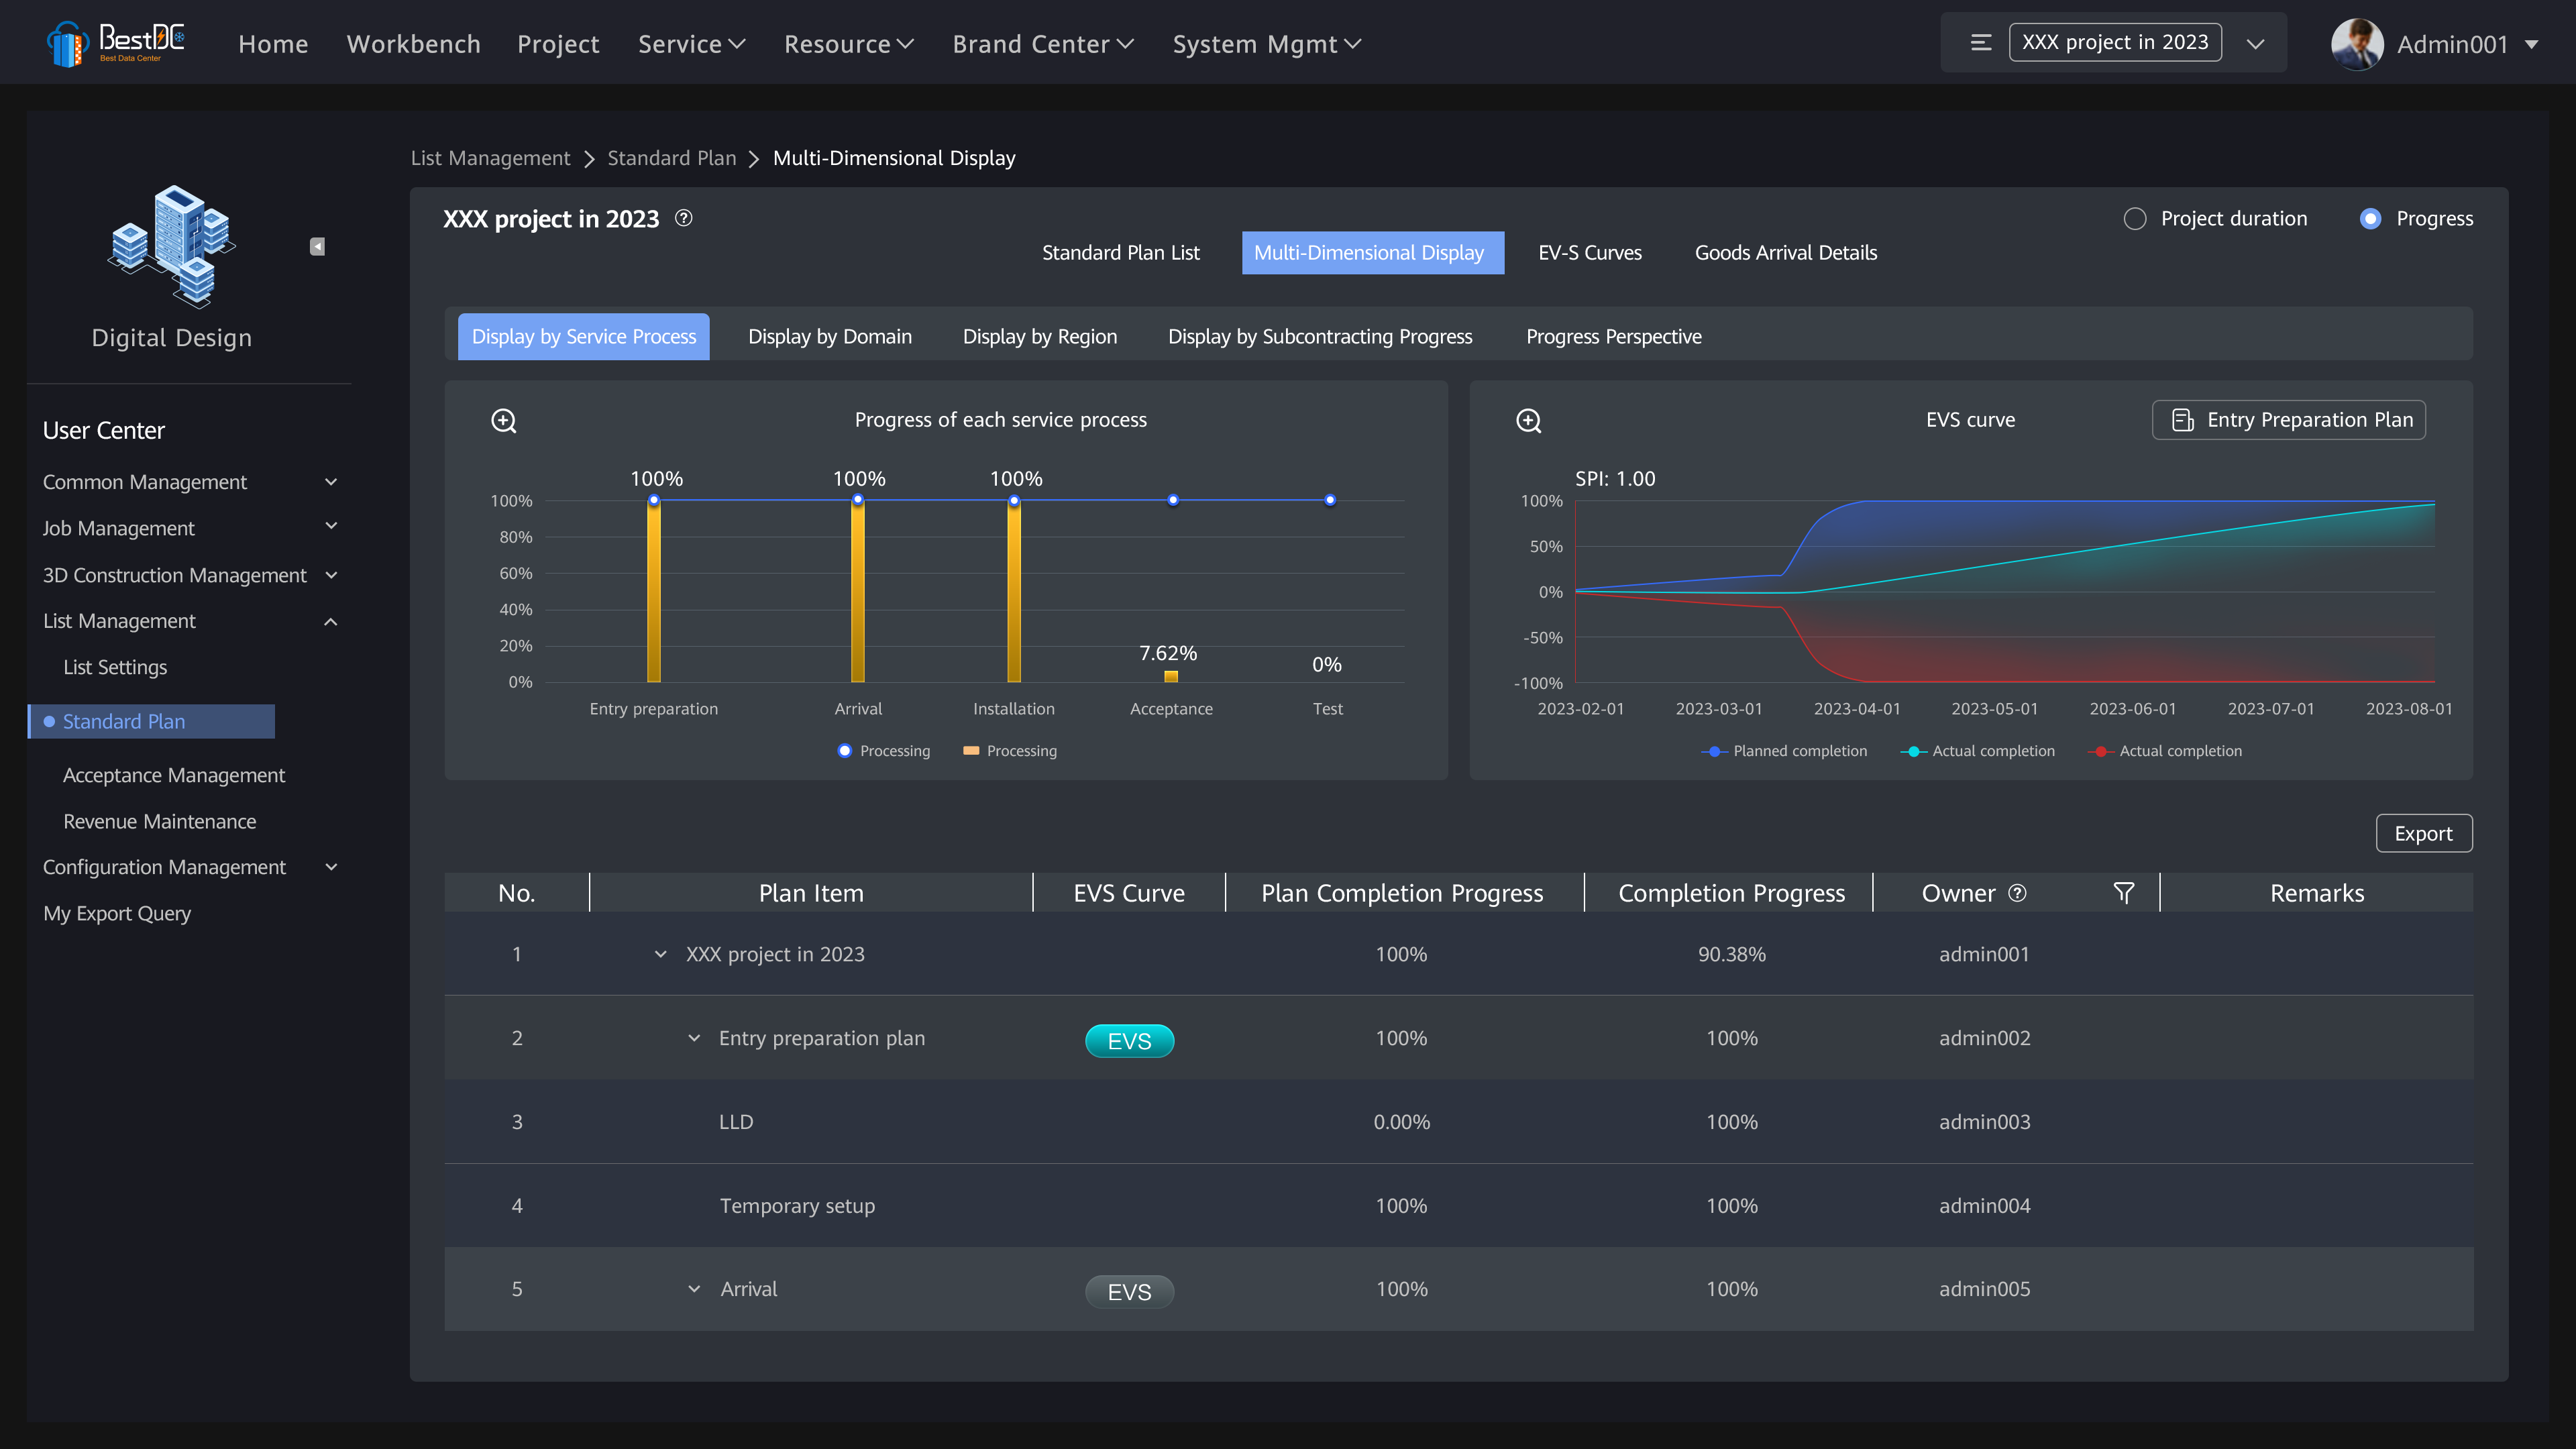 BestDC
Best Data Center
Home Workbench Project Service Resource Brand Center System Mgmt
XXX project in 2023
Admin001
Digital Design
User Center
Common Management
Job Management
3D Construction Management
List Management
List Settings
Standard Plan
Acceptance Management
Revenue Maintenance
Configuration Management
My Export Query
List Management > Standard Plan > Multi-Dimensional Display
XXX project in 2023
Project duration Progress
Standard Plan List Multi-Dimensional Display EV-S Curves Goods Arrival Details
Display by Service Process Display by Domain Display by Region Display by Subcontracting Progress Progress Perspective
Progress of each service process
100% 100% 100%
100%
80%
60%
40%
20%
0%
7.62% 0%
Entry preparation Arrival Installation Acceptance Test
Processing Processing
EVS curve
Entry Preparation Plan
SPI: 1.00
100%
50%
0%
-50%
-100%
2023-02-01 2023-03-01 2023-04-01 2023-05-01 2023-06-01 2023-07-01 2023-08-01
Planned completion Actual completion Actual completion
Export
No. Plan Item EVS Curve Plan Completion Progress Completion Progress Owner Remarks
1 XXX project in 2023 100% 90.38% admin001
2 Entry preparation plan EVS 100% 100% admin002
3 LLD 0.00% 100% admin003
4 Temporary setup 100% 100% admin004
5 Arrival EVS 100% 100% admin005